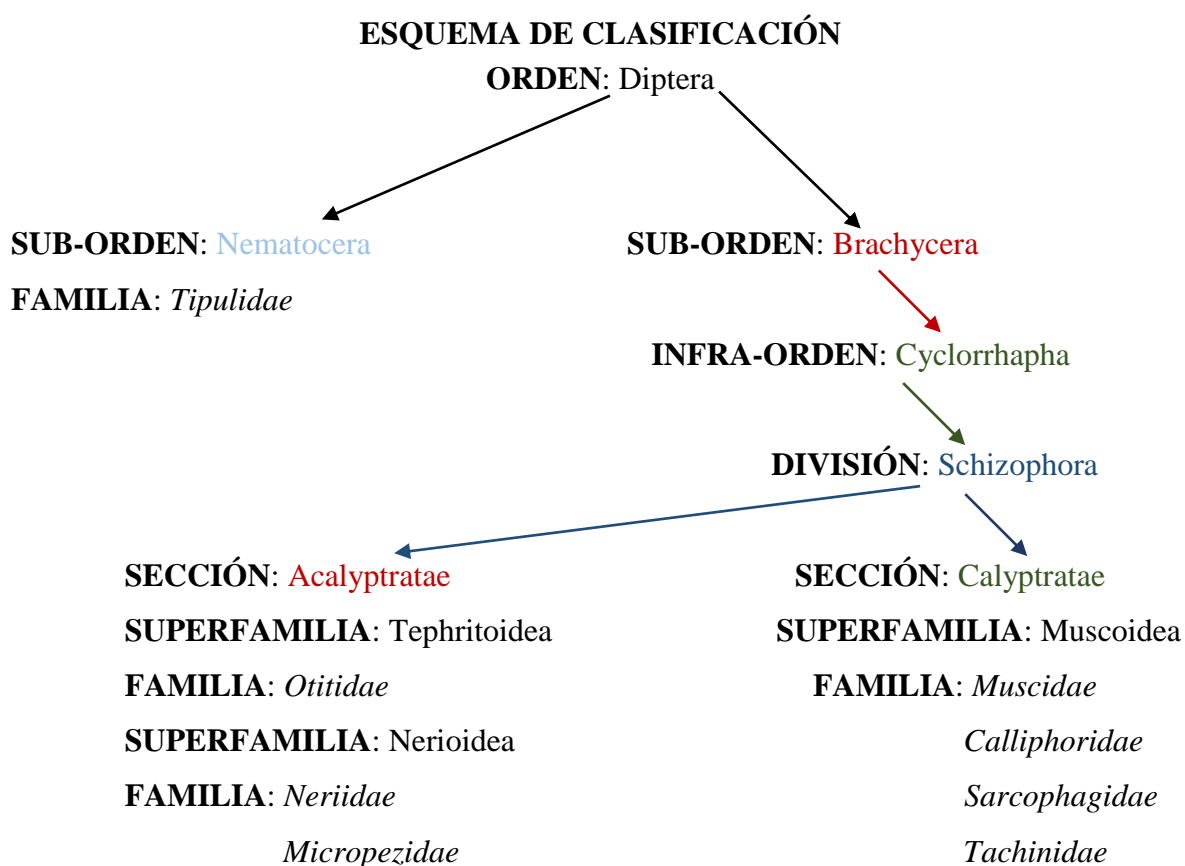 ESQUEMA DE CLASIFICACIÓN
ORDEN: Diptera
SUB-ORDEN: Nematocera
FAMILIA: Tipulidae
SUB-ORDEN: Brachycera
INFRA-ORDEN: Cyclorrhapha
DIVISIÓN: Schizophora
SECCIÓN: Acalyptratae
SUPERFAMILIA: Tephritoidea
FAMILIA: Otitidae
SUPERFAMILIA: Nerioidea
FAMILIA: Neriidae
Micropezidae
SECCIÓN: Calyptratae
SUPERFAMILIA: Muscoidea
FAMILIA: Muscidae
Calliphoridae
Sarcophagidae
Tachinidae